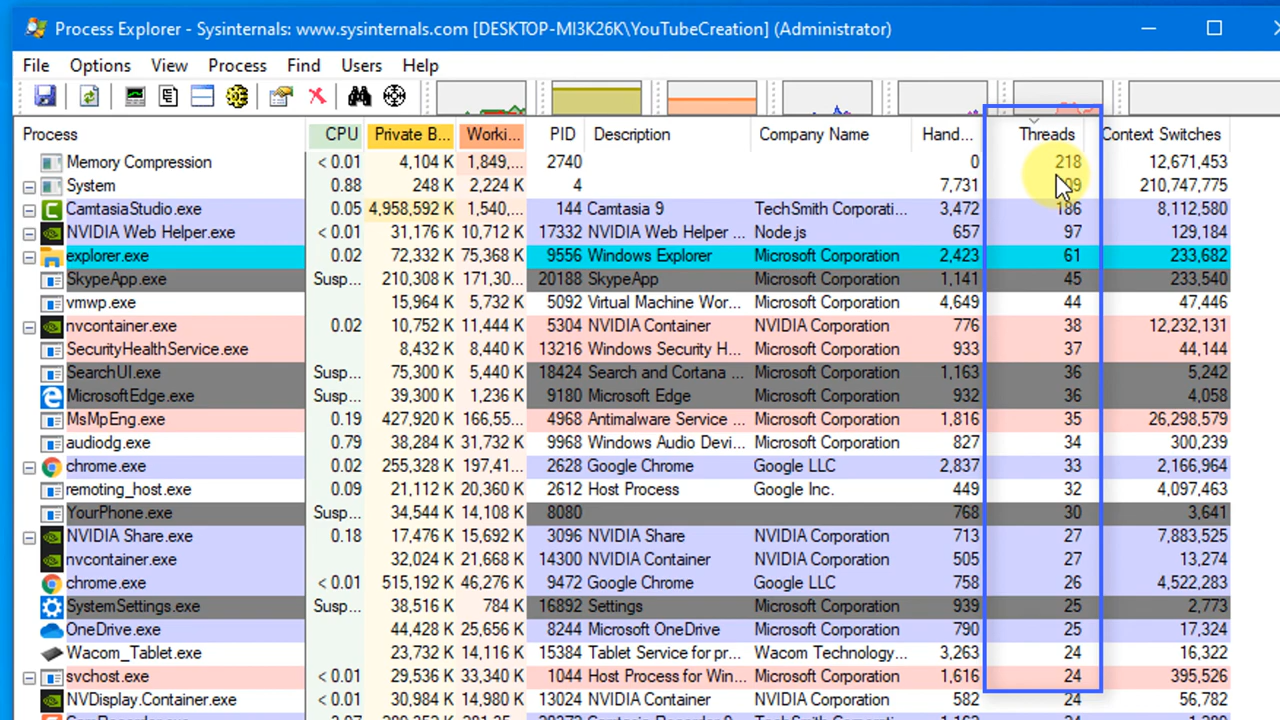 Process Explorer - Sysinternals: www.sysinternals.com [DESKTOP-MI3K26K\YouTubeCreation] (Administrator)
File Options View Process Find Users Help
Process CPU Private B... Worki... PID Description Company Name Hand... Threads Context Switches
Memory Compression < 0.01 4,104 K 1,849,... 2740 0 218 12,671,453
System 0.88 248 K 2,224 K 4 7,731 210,747,775
CamtasiaStudio.exe 0.05 4,958,592 K 1,540,... 144 Camtasia 9 TechSmith Corporati... 3,472 186 8,112,580
NVIDIA Web Helper.exe < 0.01 31,176 K 10,712 K 17332 NVIDIA Web Helper ... Node.js 657 97 129,184
explorer.exe 0.02 72,332 K 75,368 K 9556 Windows Explorer Microsoft Corporation 2,423 61 233,682
SkypeApp.exe Susp... 210,308 K 171,30... 20188 SkypeApp Microsoft Corporation 1,141 45 233,540
vmwp.exe 15,964 K 5,732 K 5092 Virtual Machine Wor... Microsoft Corporation 4,649 44 47,446
nvcontainer.exe 0.02 10,752 K 11,444 K 5304 NVIDIA Container NVIDIA Corporation 776 38 12,232,131
SecurityHealthService.exe 8,432 K 8,440 K 13216 Windows Security H... Microsoft Corporation 933 37 44,144
SearchUI.exe Susp... 75,300 K 5,440 K 18424 Search and Cortana ... Microsoft Corporation 1,163 36 5,242
MicrosoftEdge.exe Susp... 39,300 K 1,236 K 9180 Microsoft Edge Microsoft Corporation 932 36 4,058
MsMpEng.exe 0.19 427,920 K 166,55... 4968 Antimalware Service ... Microsoft Corporation 1,816 35 26,298,579
audiodg.exe 0.79 38,284 K 31,732 K 9968 Windows Audio Devi... Microsoft Corporation 827 34 300,239
chrome.exe 0.02 255,328 K 197,41... 2628 Google Chrome Google LLC 2,837 33 2,166,964
remoting_host.exe 0.09 21,112 K 20,360 K 2612 Host Process Google Inc. 449 32 4,097,463
YourPhone.exe Susp... 34,544 K 14,108 K 8080 768 30 3,641
NVIDIA Share.exe 0.18 17,476 K 15,692 K 3096 NVIDIA Share NVIDIA Corporation 713 27 7,883,525
nvcontainer.exe 32,024 K 21,668 K 14300 NVIDIA Container NVIDIA Corporation 505 27 13,274
chrome.exe < 0.01 515,192 K 46,276 K 9472 Google Chrome Google LLC 758 26 4,522,283
SystemSettings.exe Susp... 38,516 K 784 K 16892 Settings Microsoft Corporation 939 25 2,773
OneDrive.exe 44,428 K 25,656 K 8244 Microsoft OneDrive Microsoft Corporation 790 25 17,324
Wacom_Tablet.exe 23,732 K 14,116 K 15384 Tablet Service for pr... Wacom Technology... 3,263 24 16,322
svchost.exe < 0.01 29,536 K 33,340 K 1044 Host Process for Win... Microsoft Corporation 1,616 24 395,526
NVDisplay.Container.exe < 0.01 30,984 K 14,980 K 13024 NVIDIA Container NVIDIA Corporation 582 24 56,782